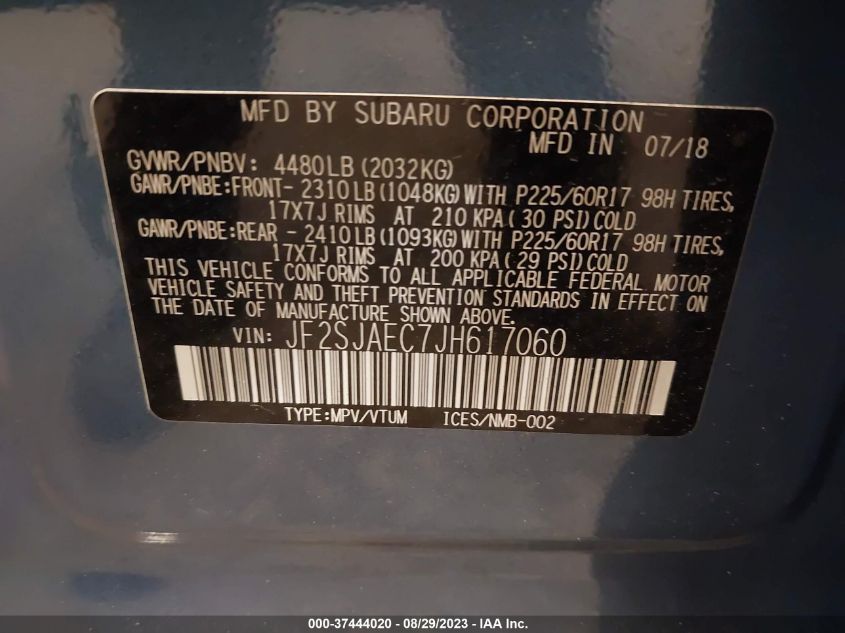 MFD BY SUBARU CORPORATION
MFD IN 07/18
GVWR/PNBV: 4480LB (2032KG)
GAWR/PNBE:FRONT- 2310LB (1048KG) WITH P225/60R17 98H TIRES,
17X7J RIMS AT 210 KPA ( 30 PSI) COLD
GAWR/PNBE:REAR - 2410LB (1093KG) WITH P225/60R17 98H TIRES,
17X7J RIMS AT 200 KPA ( 29 PSI) COLD
THIS VEHICLE CONFORMS TO ALL APPLICABLE FEDERAL MOTOR
VEHICLE SAFETY AND THEFT PREVENTION STANDARDS IN EFFECT ON
THE DATE OF MANUFACTURE SHOWN ABOVE.
VIN: JF2SJAEC7JH617060
TYPE:MPV/VTUM ICES/NMB-002
000-37444020 - 08/29/2023 - IAA Inc.